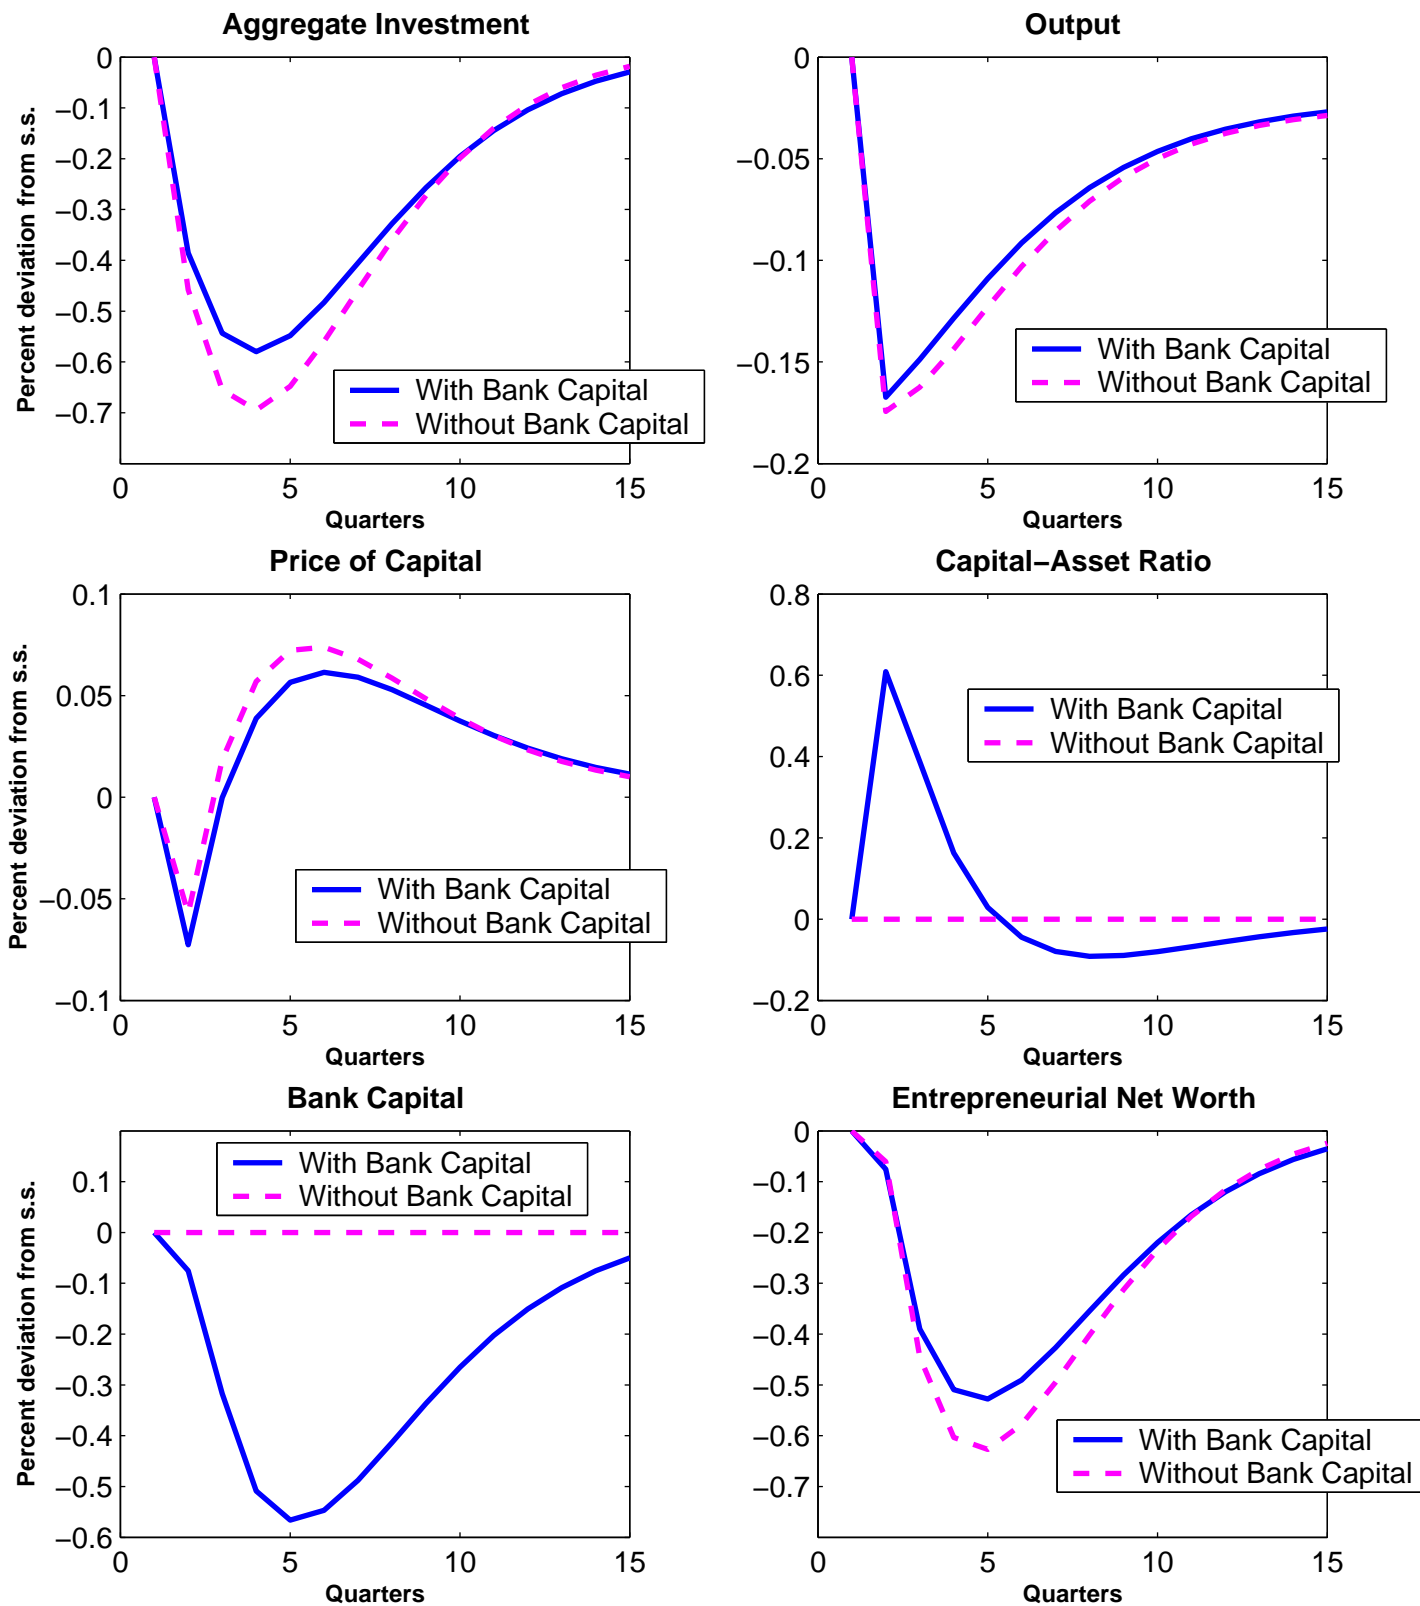 Aggregate Investment
Percent deviation from s.s.
0
−0.1
−0.2
−0.3
−0.4
−0.5
−0.6
−0.7
With Bank Capital
Without Bank Capital
0 5 10 15
Quarters
Output
0
−0.05
−0.1
−0.15
−0.2
With Bank Capital
Without Bank Capital
0 5 10 15
Quarters
Price of Capital
Percent deviation from s.s.
0.1
0.05
0
−0.05
−0.1
With Bank Capital
Without Bank Capital
0 5 10 15
Quarters
Capital−Asset Ratio
0.8
0.6
0.4
0.2
0
−0.2
With Bank Capital
Without Bank Capital
0 5 10 15
Quarters
Bank Capital
Percent deviation from s.s.
0.1
0
−0.1
−0.2
−0.3
−0.4
−0.5
−0.6
With Bank Capital
Without Bank Capital
0 5 10 15
Quarters
Entrepreneurial Net Worth
0
−0.1
−0.2
−0.3
−0.4
−0.5
−0.6
−0.7
With Bank Capital
Without Bank Capital
0 5 10 15
Quarters